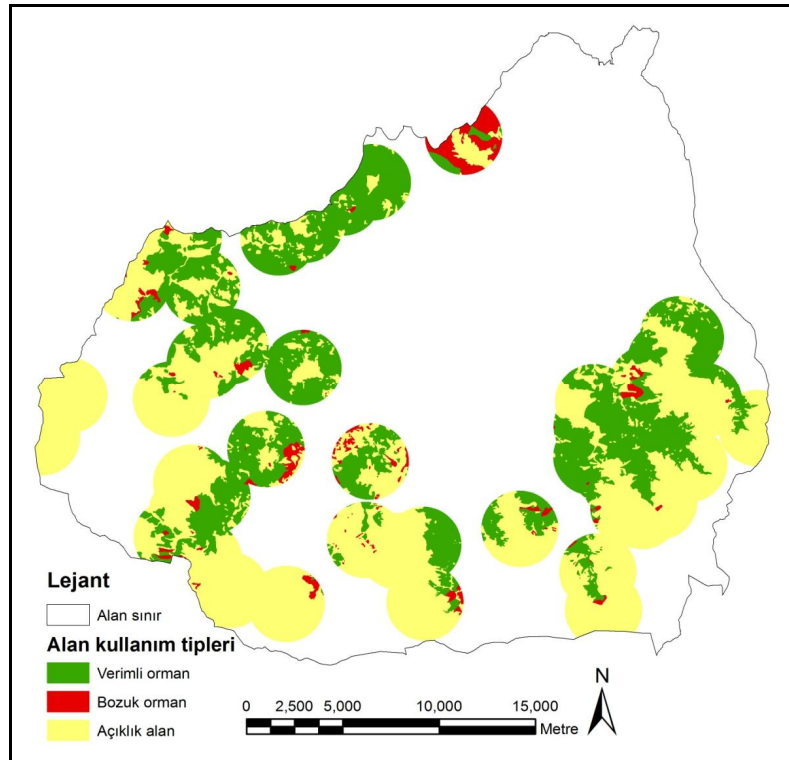 N
Lejant
Alan sınır
Alan kullanım tipleri
Verimli orman
Bozuk orman
Açıklık alan
0 2,500 5,000 10,000 15,000
Metre